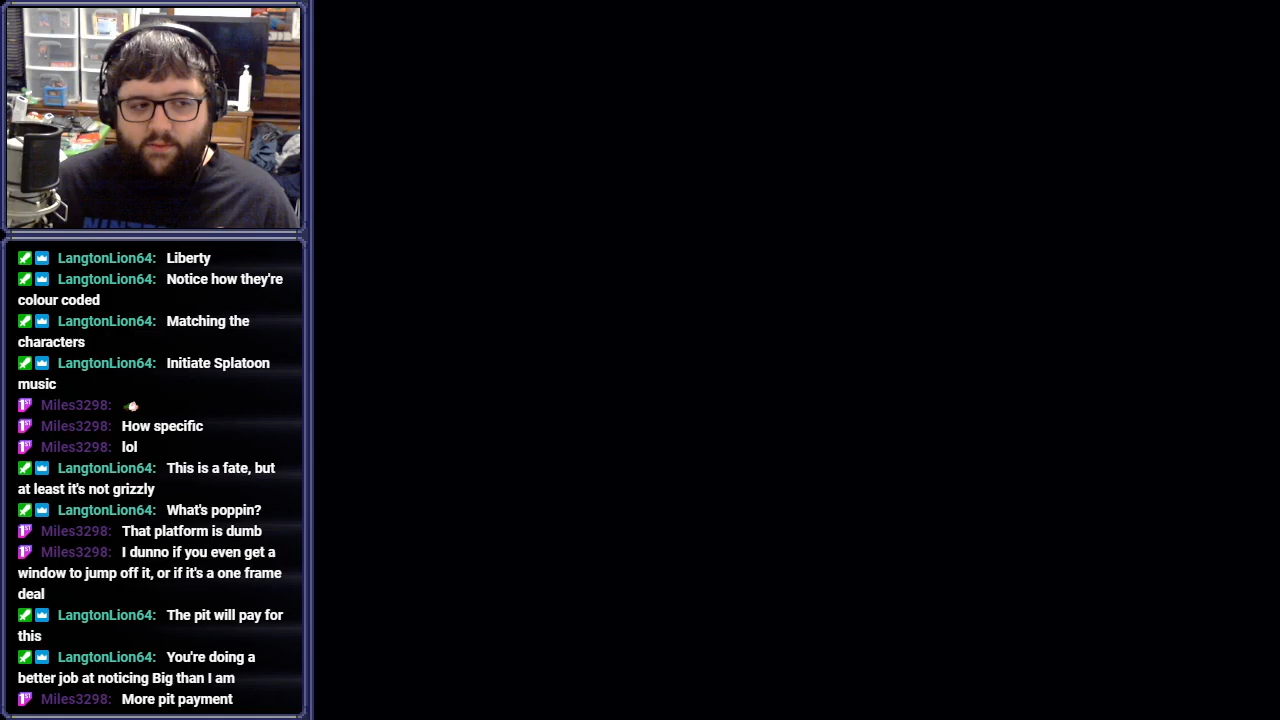 LangtonLion64: Liberty
LangtonLion64: Notice how they're
colour coded
LangtonLion64: Matching the
characters
LangtonLion64: Initiate Splatoon
music
Miles3298:
Miles3298: How specific
Miles3298: lol
LangtonLion64: This is a fate, but
at least it's not grizzly
LangtonLion64: What's poppin?
Miles3298: That platform is dumb
Miles3298: I dunno if you even get a
window to jump off it, or if it's a one frame
deal
LangtonLion64: The pit will pay for
this
LangtonLion64: You're doing a
better job at noticing Big than I am
Miles3298: More pit payment